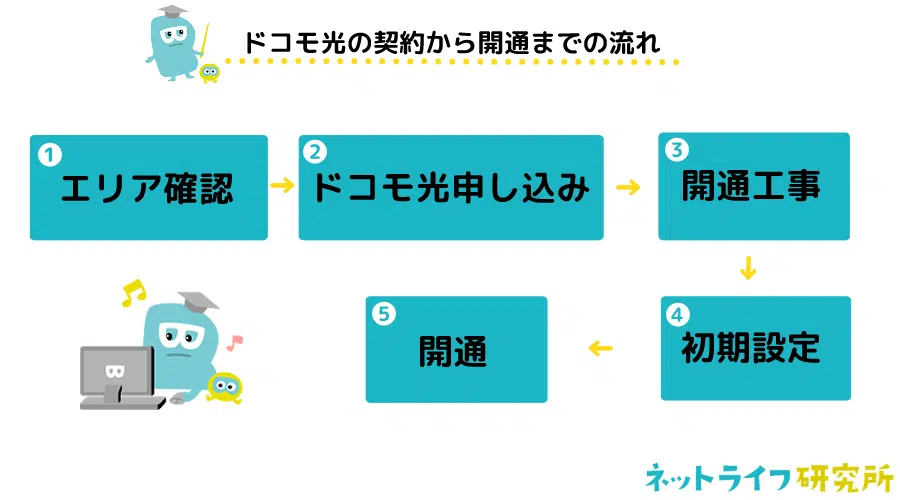 ドコモ光の契約から開通までの流れ
1
エリア確認
2
ドコモ光申し込み
3
開通工事
4
初期設定
5
開通
ネットライフ研究所